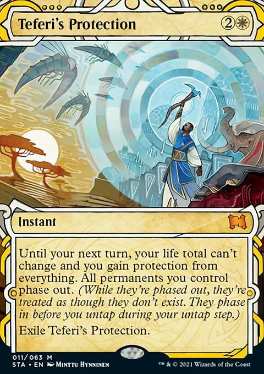 Teferi's Protection 2
Instant
Until your next turn, your life total can't
change and you gain protection from
everything. All permanents you control
phase out. (While they're phased out, they're
treated as though they don't exist. They phase
in before you untap during your untap step.)
Exile Teferi's Protection.
011/063 M
STA • EN MINTTU HYNNINEN
™ & © 2021 Wizards of the Coast